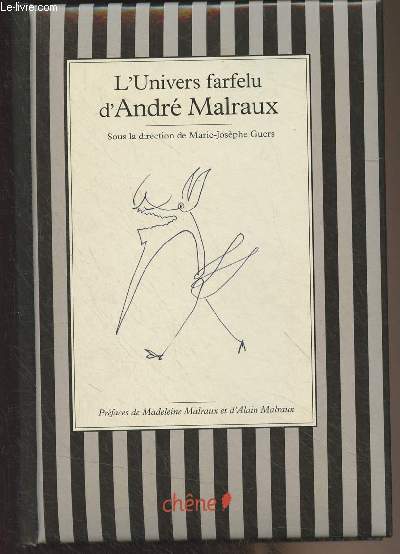 Le-livre.com
L'Univers farfelu
d'André Malraux
Sous la direction de Marie-Josèphe Guers
Préfaces de Madeleine Malraux et d'Alain Malraux
chêne